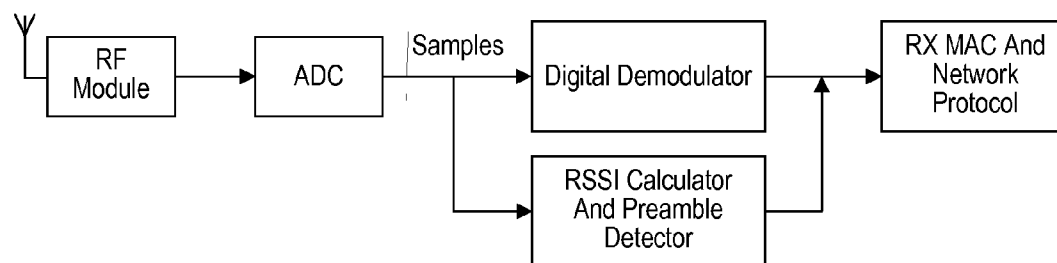 RF
Module
ADC
Samples
Digital Demodulator
RX MAC And
Network
Protocol
RSSI Calculator
And Preamble
Detector